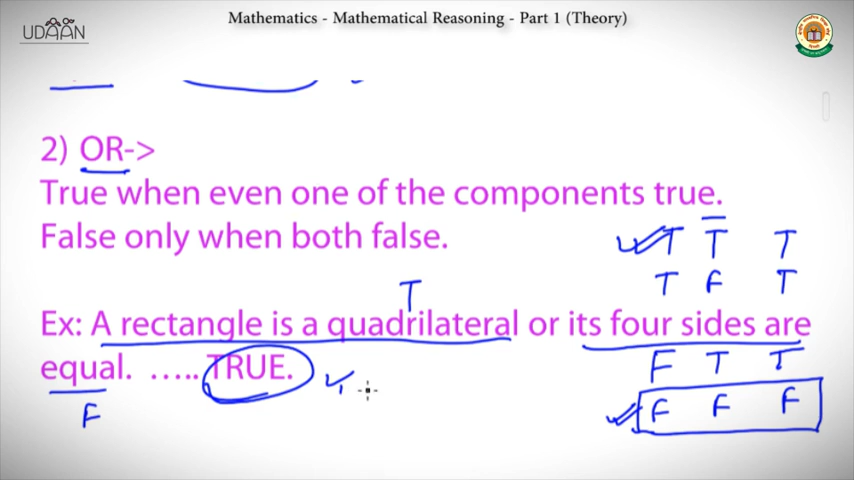 UDAAN
Mathematics - Mathematical Reasoning - Part 1 (Theory)
2) OR->
True when even one of the components true.
False only when both false.
T T T
T F T
T
Ex: A rectangle is a quadrilateral or its four sides are
equal. ..... TRUE.
F T T
F F F
F